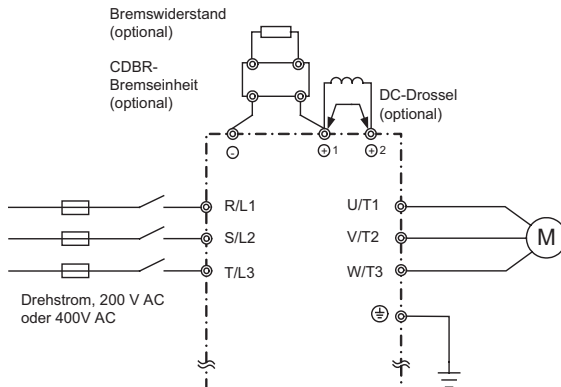 Bremswiderstand
(optional)
CDBR-
Bremseinheit
(optional)
DC-Drossel
(optional)
- +1 +2
R/L1 U/T1
S/L2 V/T2
T/L3 W/T3
M
Drehstrom, 200 V AC
oder 400V AC